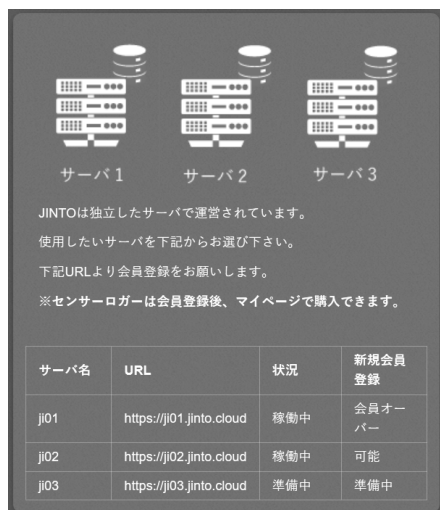 サーバ 1
サーバ 2
サーバ 3
JINTOは独立したサーバで運営されています。
使用したいサーバを下記からお選び下さい。
下記URLより会員登録をお願いします。
※センサーロガーは会員登録後、マイページで購入できます。
サーバ名 URL 状況 新規会員
登録
ji01 https://ji01.jinto.cloud 稼働中 会員オー
バー
ji02 https://ji02.jinto.cloud 稼働中 可能
ji03 https://ji03.jinto.cloud 準備中 準備中